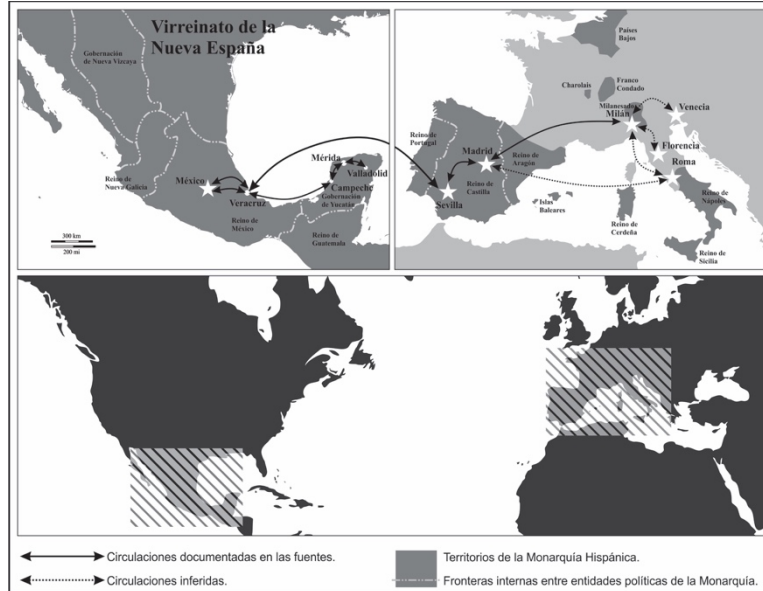 Virreinato de la
Nueva España
Gobernación
de Nueva Vizcaya
Reino de
Nueva Galicia
México
Veracruz
Reino de
México
Mérida
Valladolid
Campeche
Gobernación
de Yucatán
Reino de
Guatemala
300 km
200 mi
Países
Bajos
Charolais
Franco
Condado
Milanesado
Milán
Venecia
Florencia
Roma
Reino de
Portugal
Madrid
Reino de
Aragón
Reino de
Castilla
Sevilla
Islas
Baleares
Reino de
Cerdeña
Reino de
Nápoles
Reino de
Sicilia
Circulaciones documentadas en las fuentes.
Circulaciones inferidas.
Territorios de la Monarquía Hispánica.
Fronteras internas entre entidades políticas de la Monarquía.